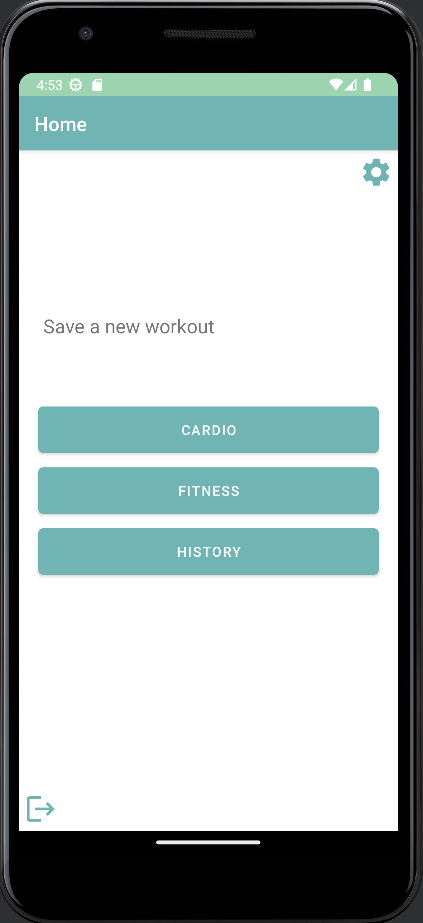 4:53
Home
Save a new workout
CARDIO
FITNESS
HISTORY